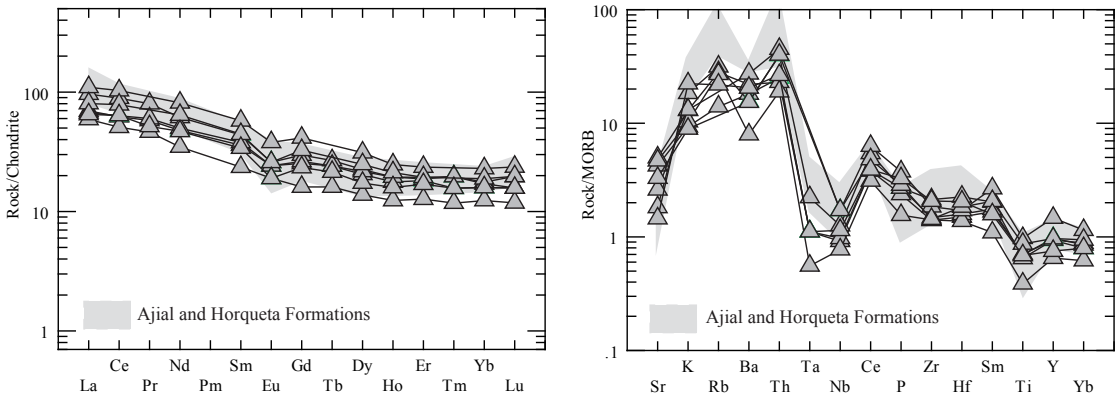 Rock/Chondrite
100
10
1
Ajial and Horqueta Formations
Ce Nd Sm Gd Dy Er Yb
La Pr Pm Eu Tb Ho Tm Lu
Rock/MORB
100
10
1
.1
Ajial and Horqueta Formations
K Ba Th Ta Ce Zr Sm Y
Sr Rb Nb P Hf Ti Yb